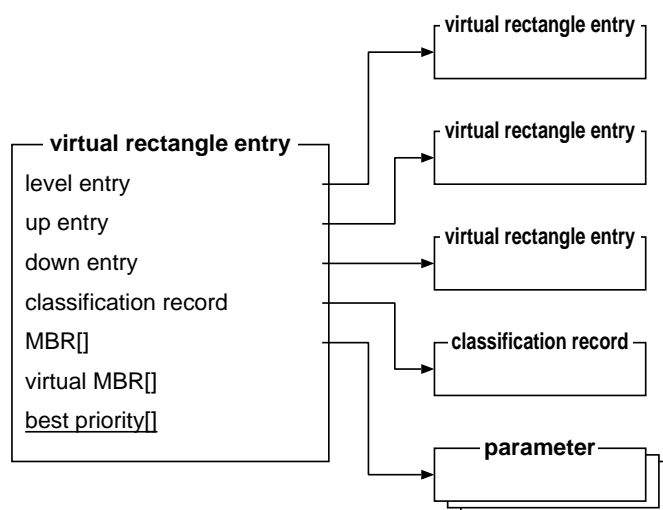 virtual rectangle entry
virtual rectangle entry
virtual rectangle entry
level entry
up entry
down entry
classification record
MBR[]
virtual MBR[]
best priority[]
virtual rectangle entry
classification record
parameter